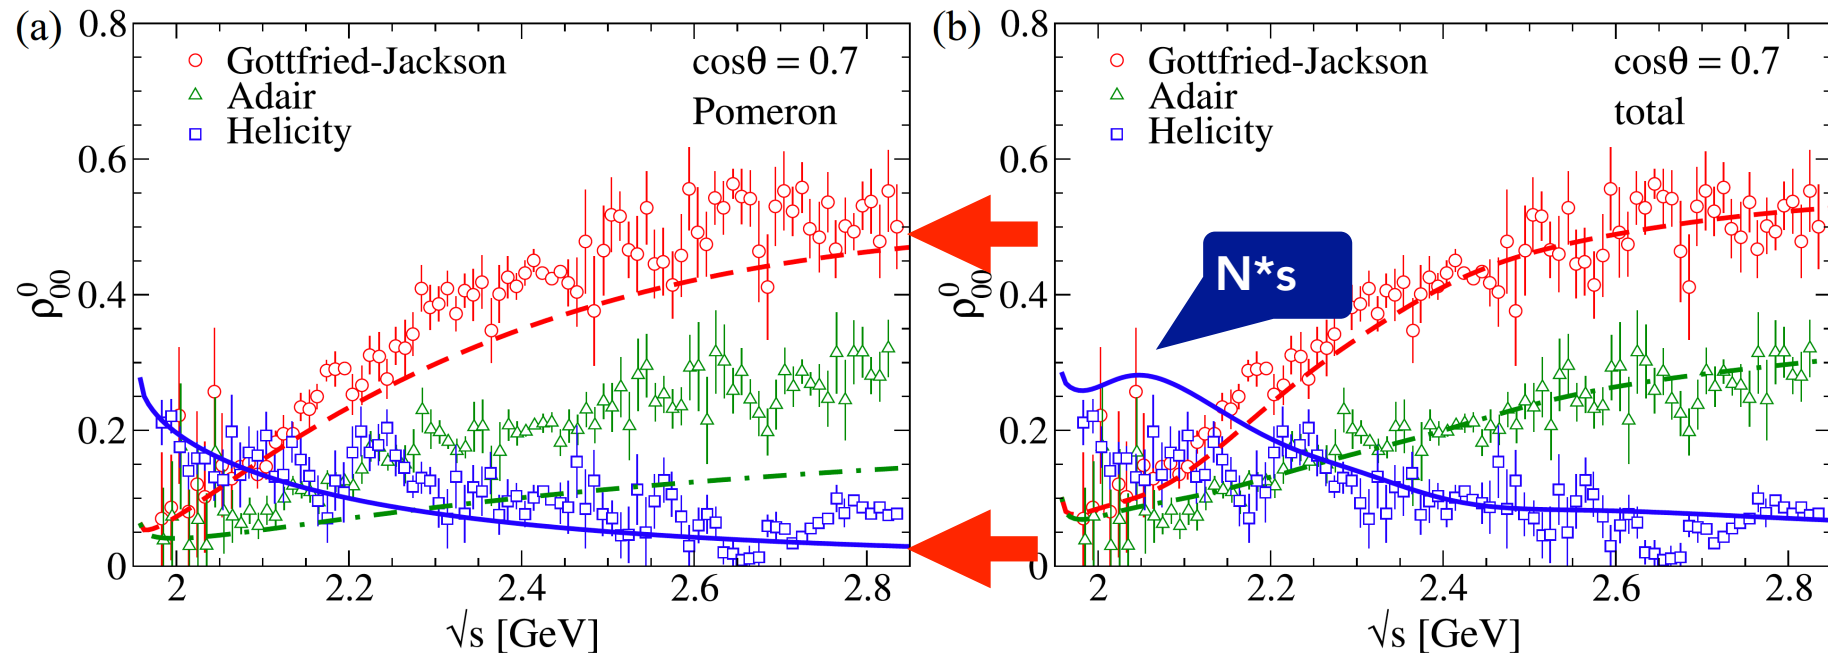 (a)
0.8
0.6
0.4
0.2
0
ρ⁰₀₀
Gottfried-Jackson
Adair
Helicity
cosθ = 0.7
Pomeron
2 2.2 2.4 2.6 2.8
√s [GeV]
(b)
0.8
0.6
0.4
0.2
0
ρ⁰₀₀
Gottfried-Jackson
Adair
Helicity
cosθ = 0.7
total
N*s
2 2.2 2.4 2.6 2.8
√s [GeV]